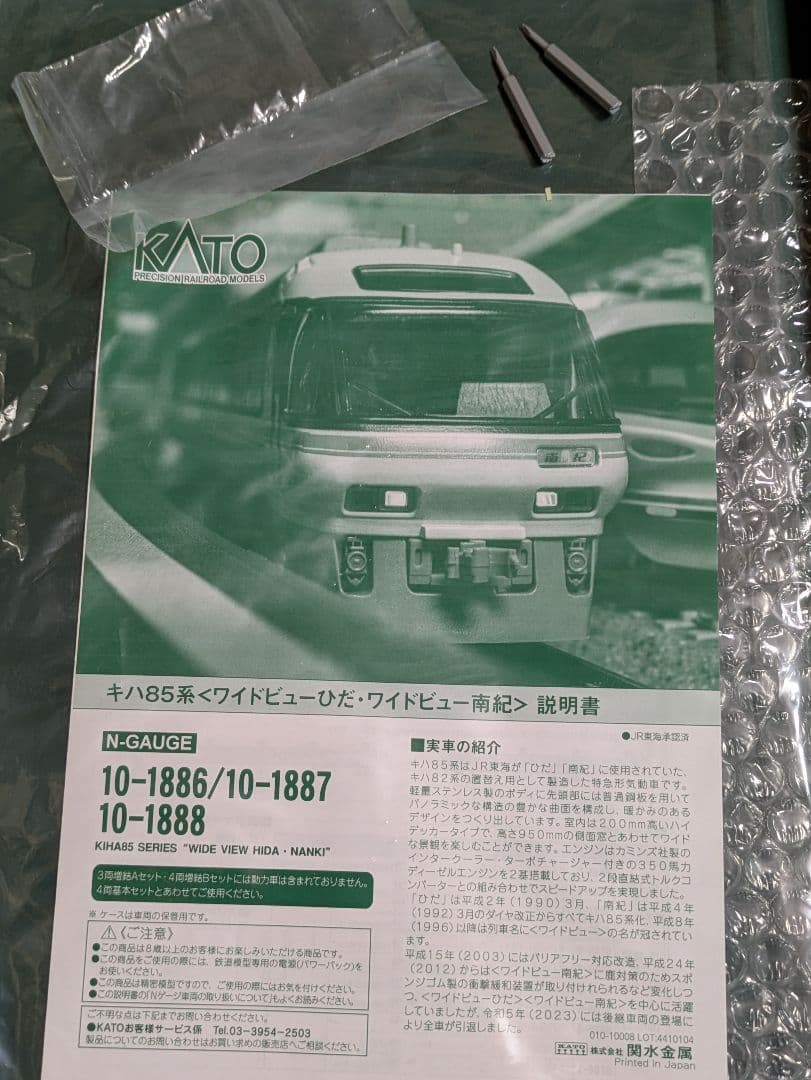 KATO
PRECISION RAILROAD MODELS
南紀
キハ85系<ワイドビューひだ・ワイドビュー南紀> 説明書
●JR東海承認済
N-GAUGE
10-1886/10-1887
10-1888
KIHA85 SERIES "WIDE VIEW HIDA・NANKI"
3両増結Aセット・4両増結Bセットには動力車は含まれておりません。
4両基本セットとあわせてご使用ください。
※ ケースは車両の保管用です。
⚠〈ご注意〉
●この商品は8歳以上のお客様にお楽しみいただける商品です。
●この商品をご使用の際には、鉄道模型専用の電源(パワーパック)を
お使いください。
●この商品は精密模型ですので、ご使用の際にはお気を付けください。
●この説明書の「Nゲージ車両の取り扱いについて」もよくお読みください。
ご不明な点は下記までお問い合わせください。
●KATOお客様サービス係 Tel.03-3954-2503
製品についてのお問い合わせはお買い求めの販売店へご相談ください。
■実車の紹介
キハ85系はJR東海が「ひだ」「南紀」に使用されていた、
キハ82系の置替え用として製造した特急形気動車です。
軽量ステンレス製のボディに先頭部には普通鋼板を用いて
パノラミックな構造の豊かな曲面を構成し、暖かみのある
デザインをつくり出しています。室内は200mm高いハイ
デッカータイプで、高さ950mmの側面窓とあわせてワイド
な景観を楽しむことができます。エンジンはカミンズ社製の
インタークーラー・ターボチャージャー付きの350馬力
ディーゼルエンジンを2基搭載しており、2段直結式トルクコ
ンバーターとの組み合わせでスピードアップを実現しました。
「ひだ」は平成2年(1990)3月、「南紀」は平成4年
(1992)3月のダイヤ改正からすべてキハ85系化、平成8年
(1996)以降は列車名に<ワイドビュー>の名が冠されてい
ます。
平成15年(2003)にはバリアフリー対応改造、平成24年
(2012)からは<ワイドビュー南紀>に鹿対策のためスポ
ンジゴム製の衝撃緩和装置が取り付けれられるなど変化しつ
つ、<ワイドビューひだ><ワイドビュー南紀>を中心に活躍
していましたが、令和5年(2023)には後継車両の登場に
より全車が引退しました。
010-10008 LOT:4410104
KATO 株式会社 関水金属
Printed in Japan